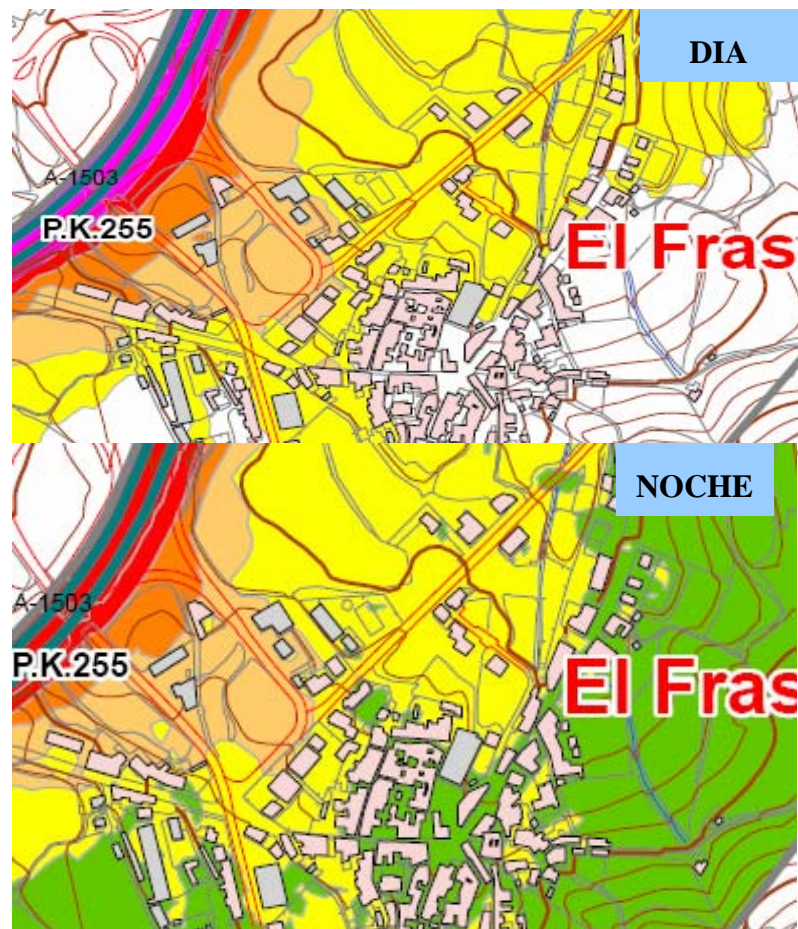 DIA
A-1503
P.K.255
El Fras
NOCHE
A-1503
P.K.255
El Fras